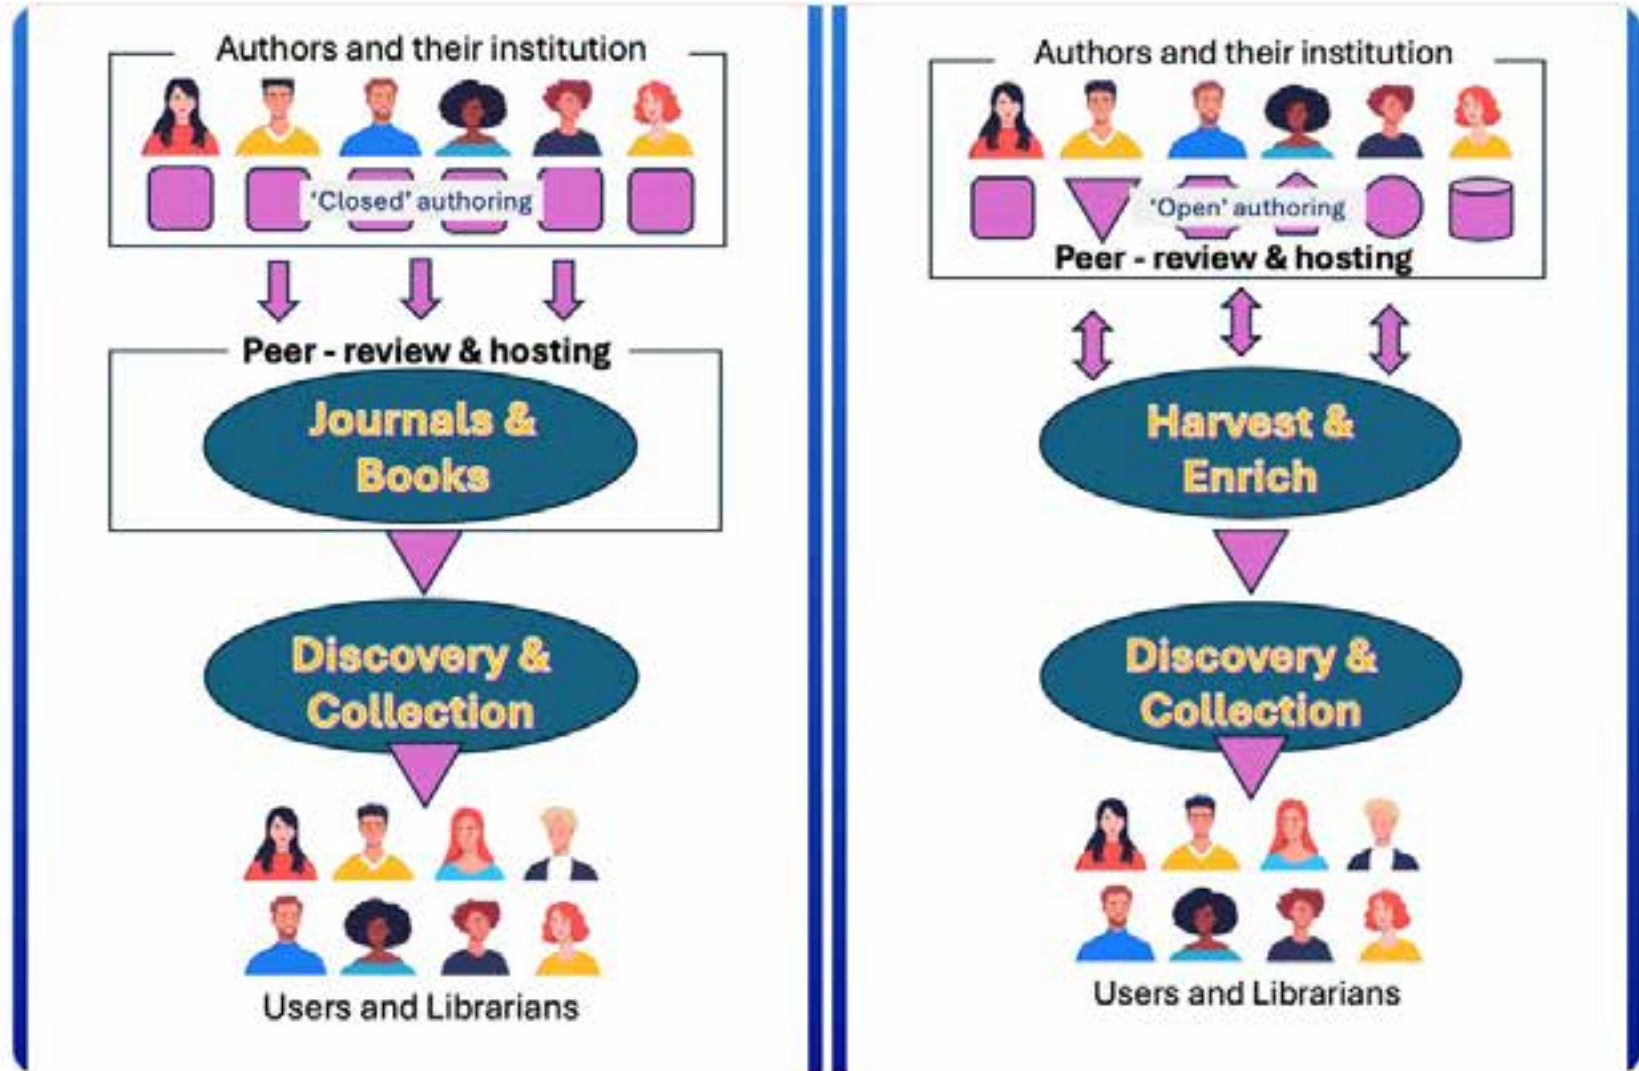 Authors and their institution
'Closed' authoring
Peer - review & hosting
Journals &
Books
Discovery &
Collection
Users and Librarians
Authors and their institution
'Open' authoring
Peer - review & hosting
Harvest &
Enrich
Discovery &
Collection
Users and Librarians